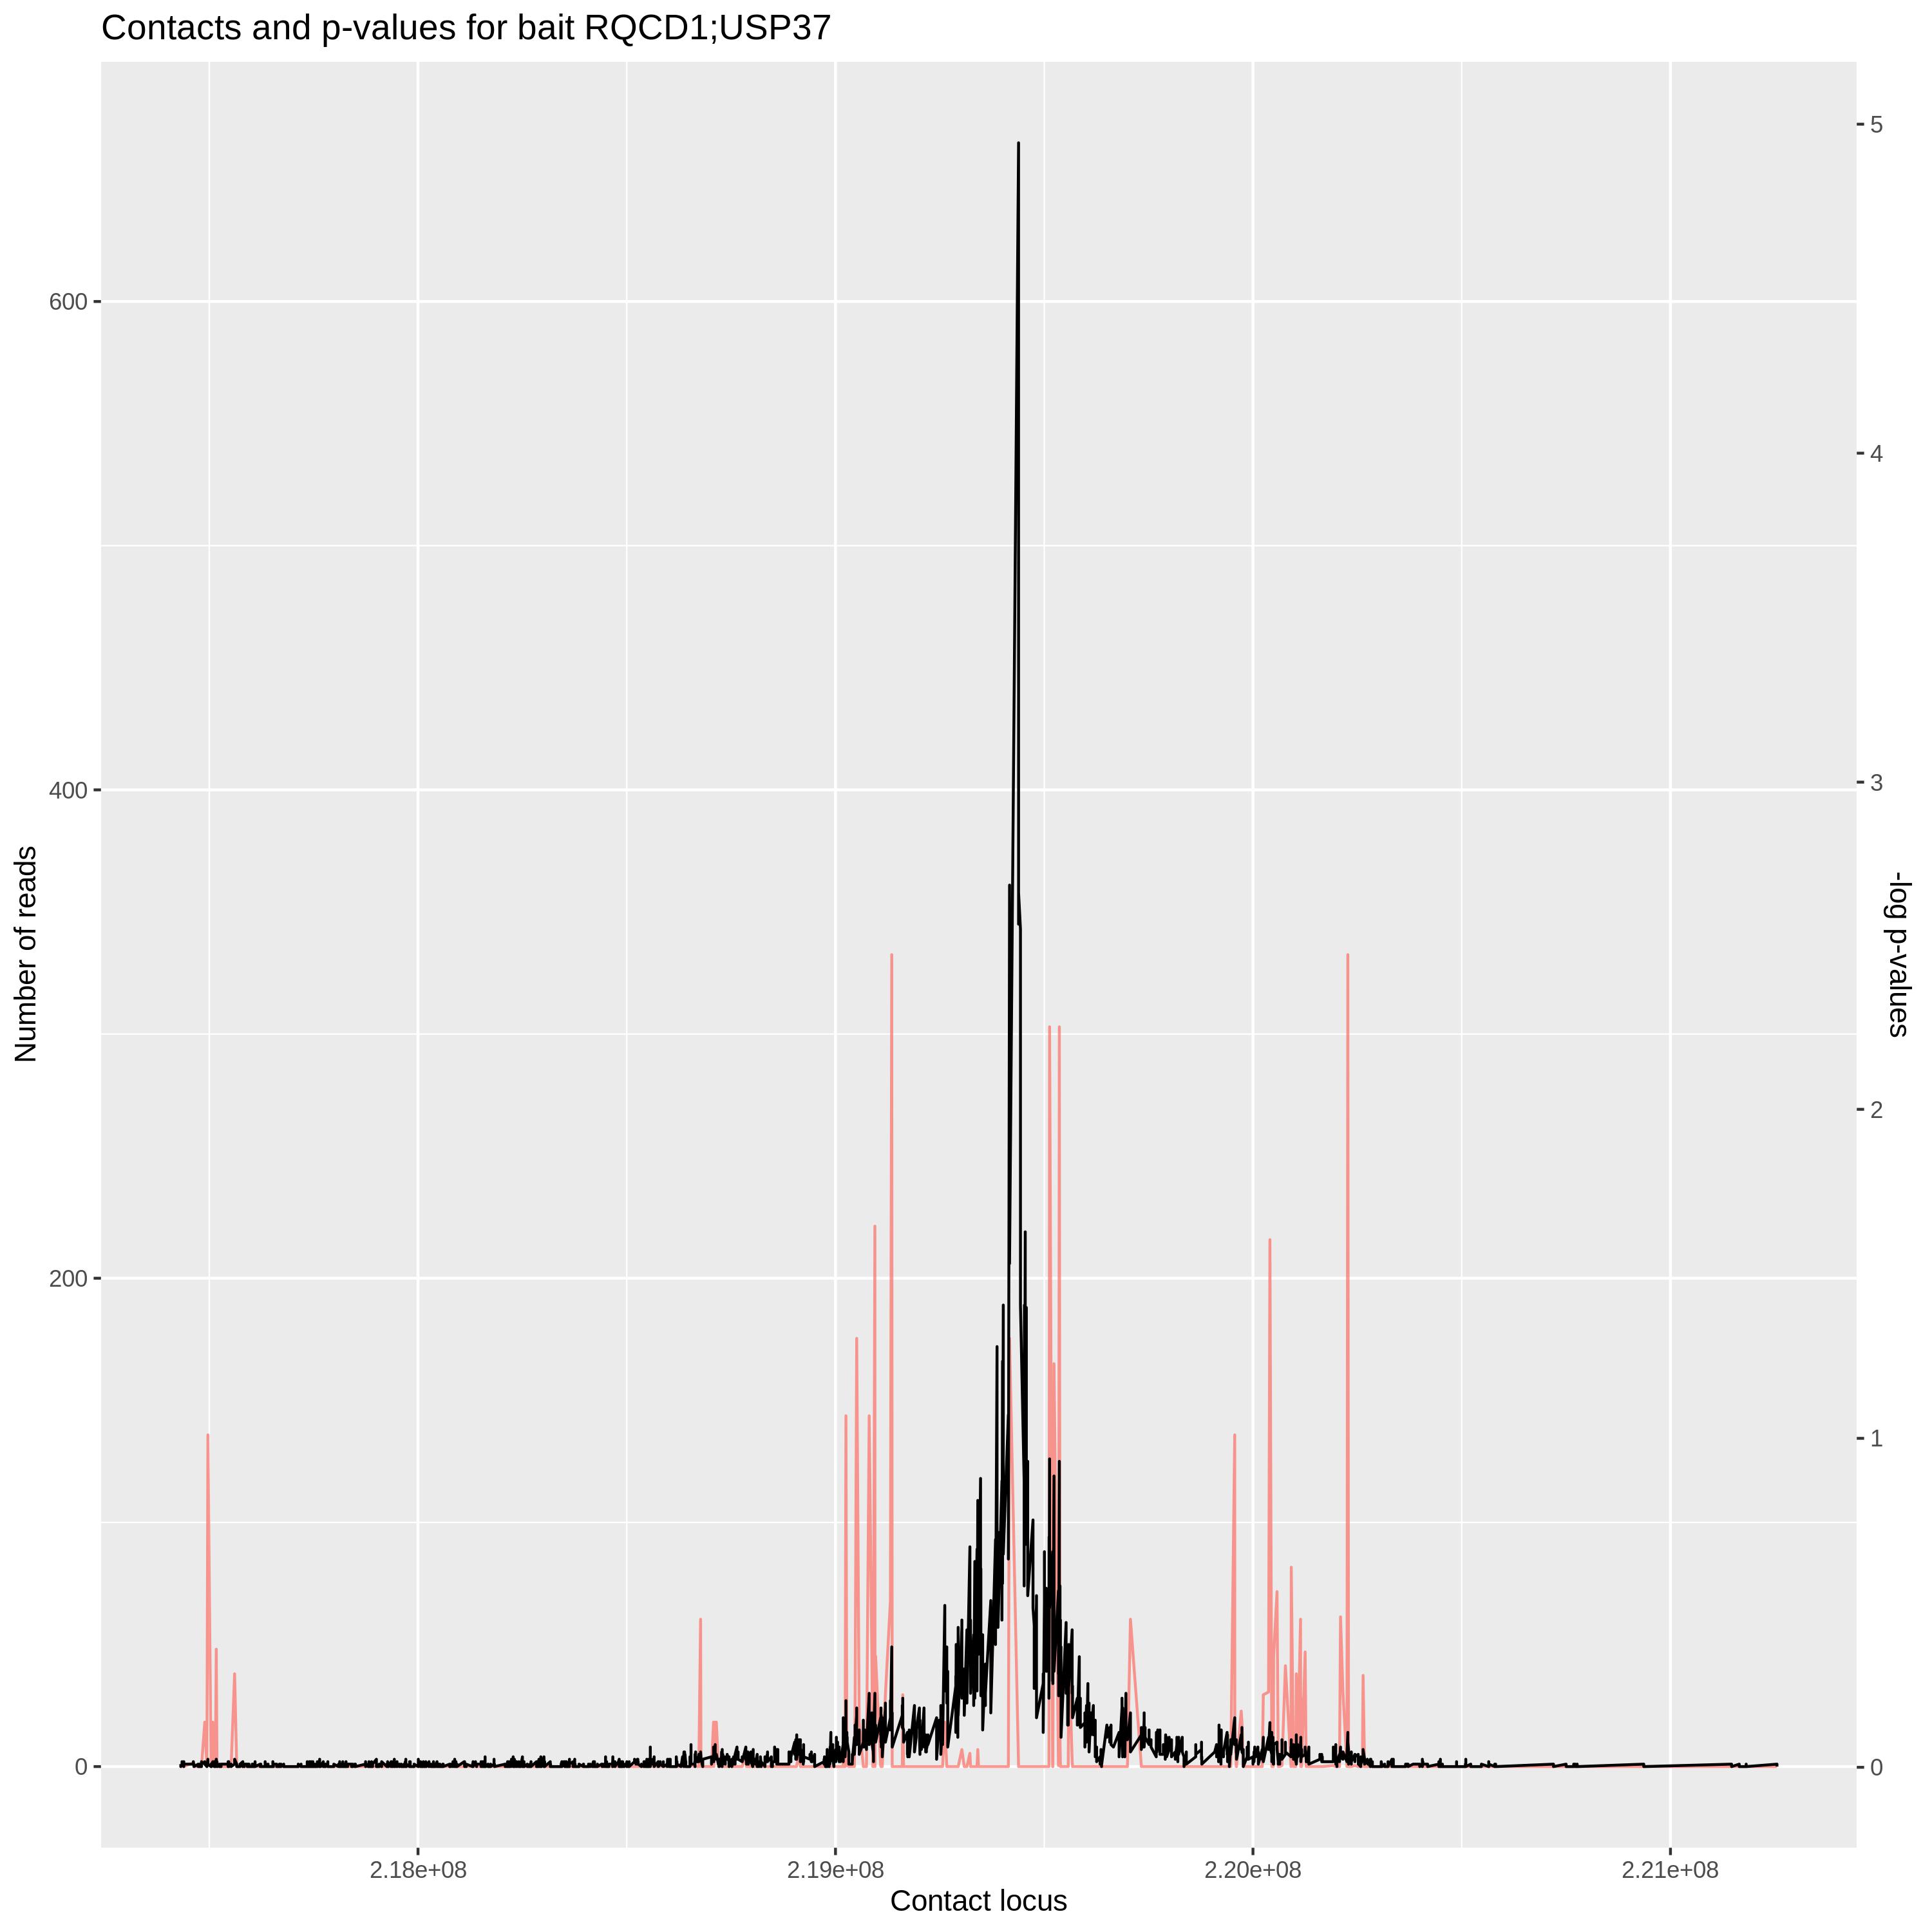 Contacts and p-values for bait RQCD1;USP37
5
600
4
400
3
Number of reads
-log p-values
2
200
1
0
0
2.18e+08
2.19e+08
2.20e+08
2.21e+08
Contact locus